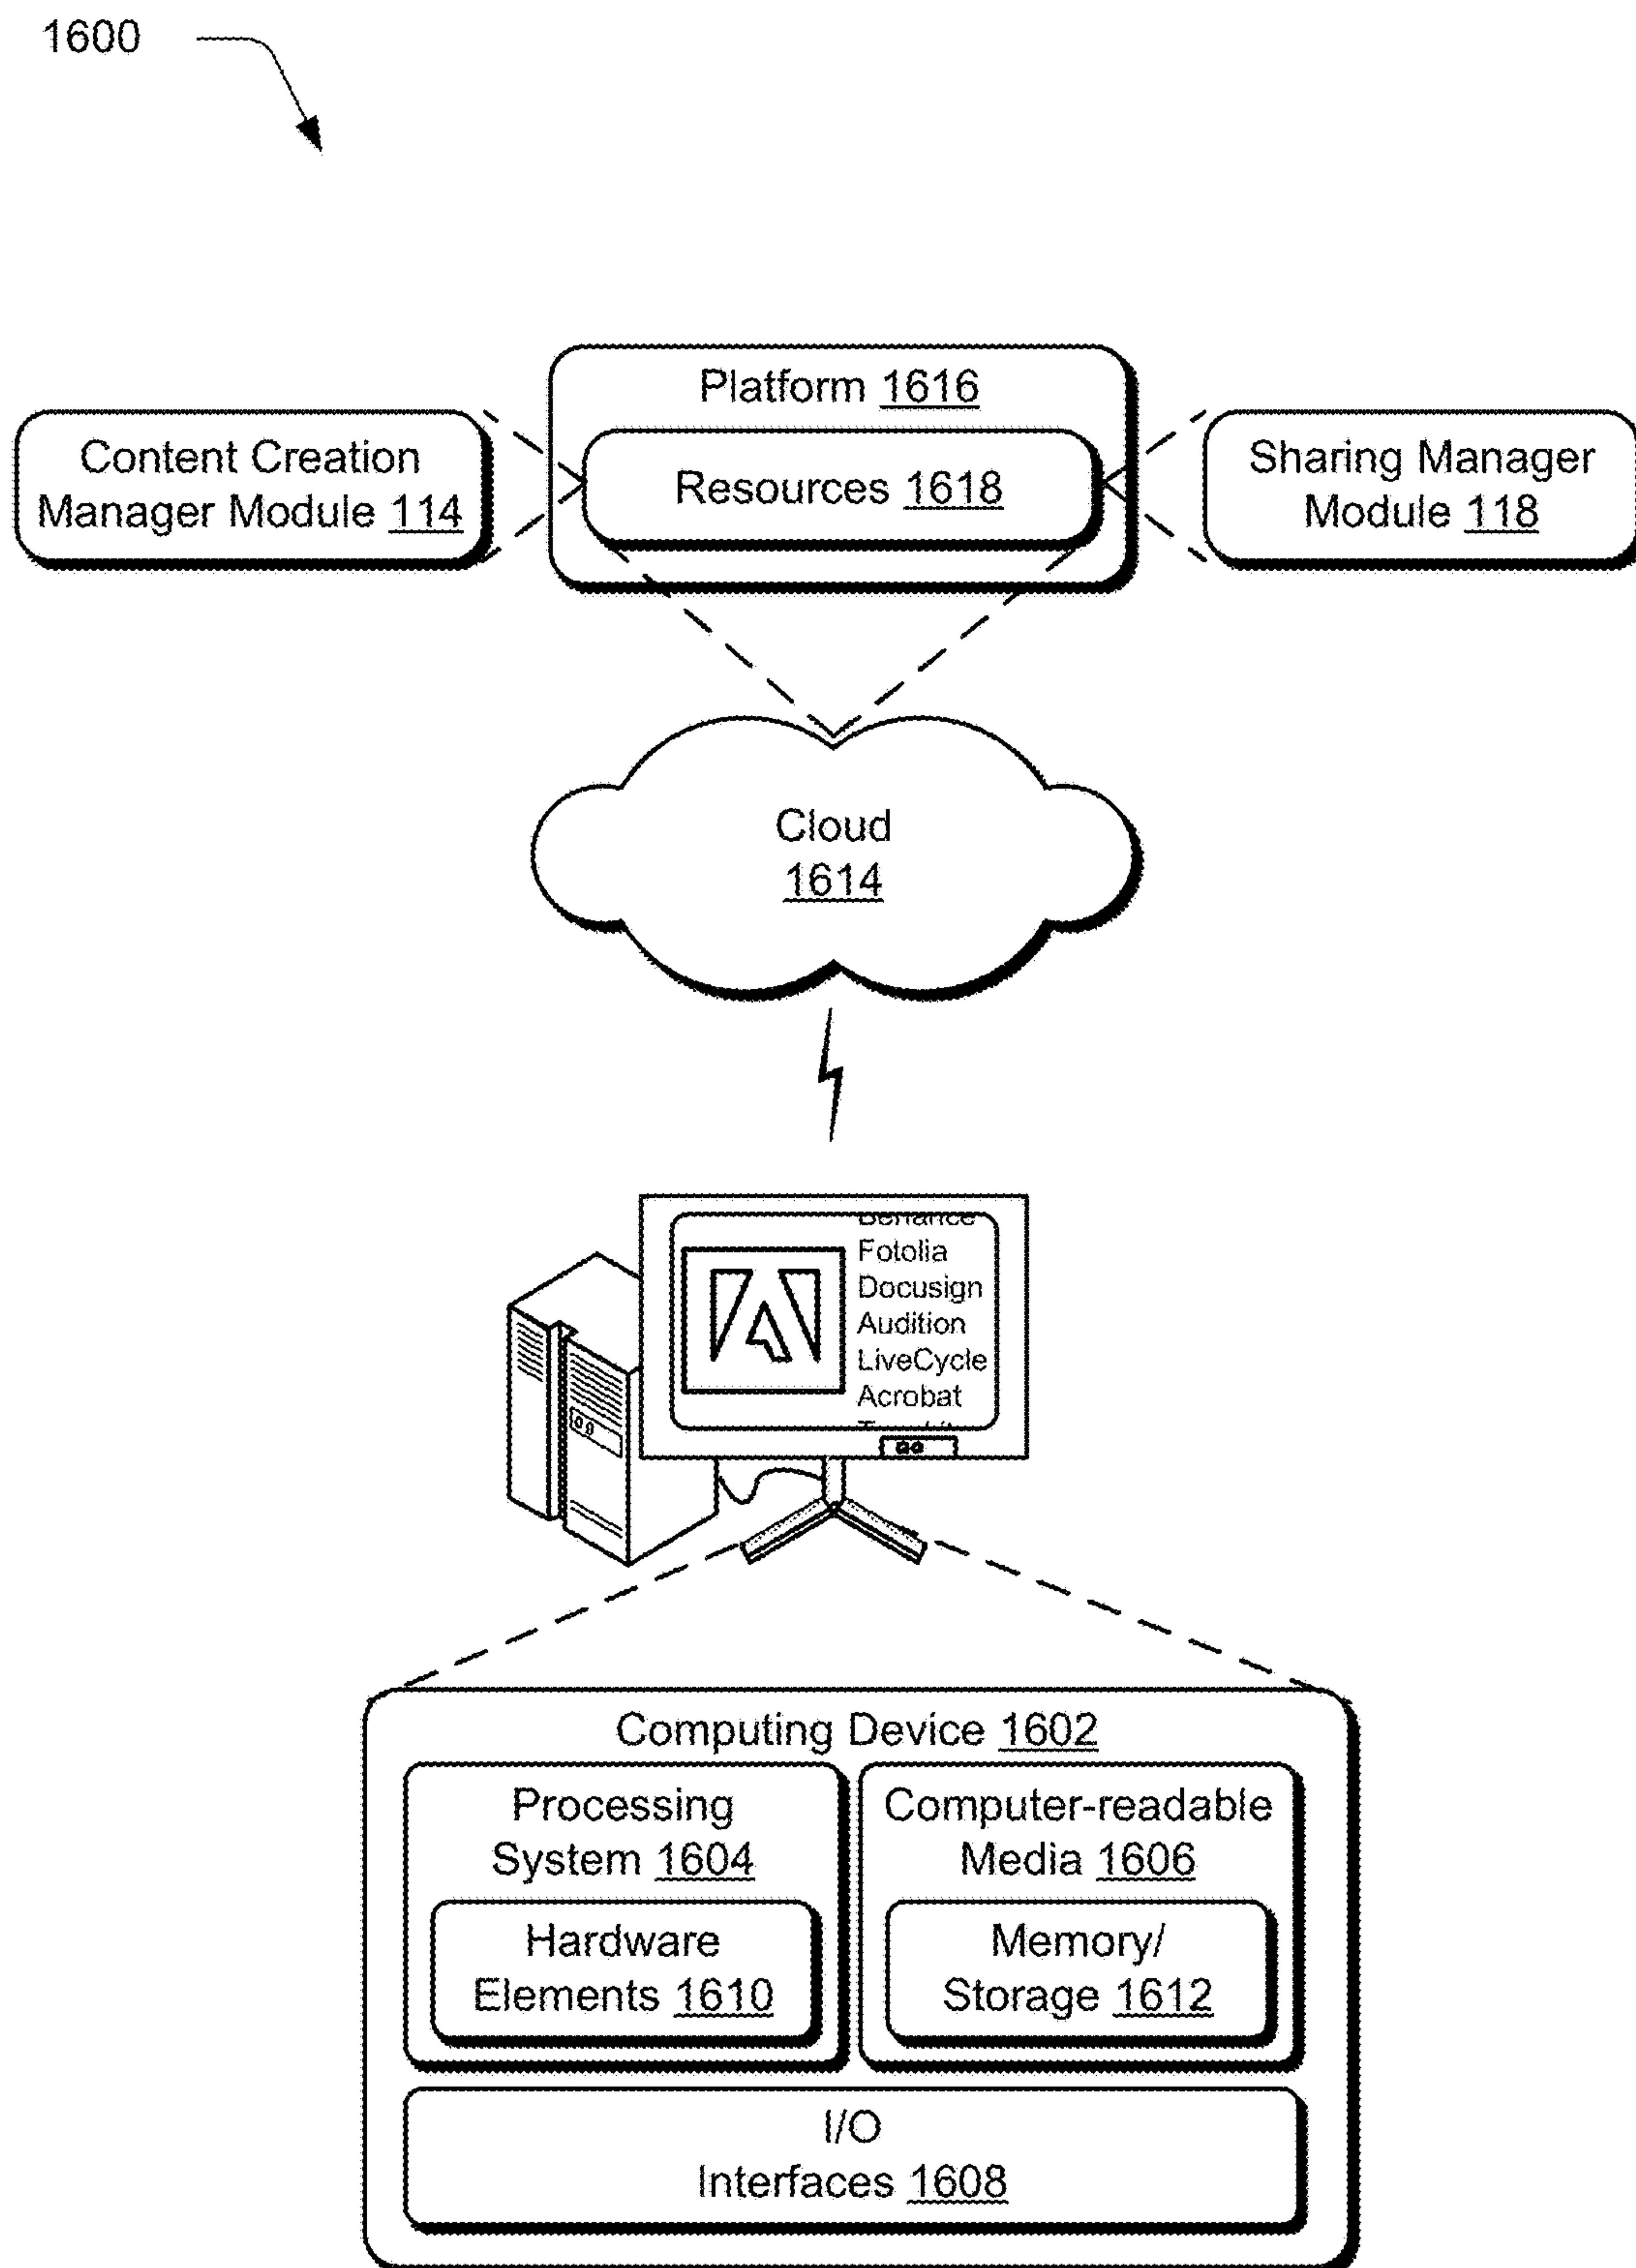 1600
Platform 1616
Content Creation
Manager Module 114
Resources 1618
Sharing Manager
Module 118
Cloud
1614
Fotolia
Docusign
Audition
LiveCycle
Acrobat
Computing Device 1602
Processing
System 1604
Computer-readable
Media 1606
Hardware
Elements 1610
Memory/
Storage 1612
I/O
Interfaces 1608